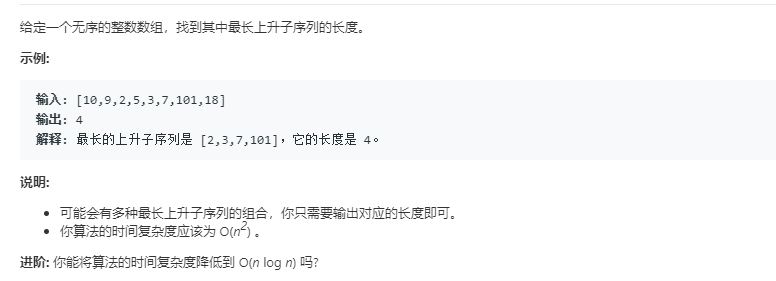 给定一个无序的整数数组，找到其中最长上升子序列的长度。
示例:
输入: [10,9,2,5,3,7,101,18]
输出: 4
解释: 最长的上升子序列是 [2,3,7,101]，它的长度是 4。
说明:
• 可能会有多种最长上升子序列的组合，你只需要输出对应的长度即可。
• 你算法的时间复杂度应该为 O(n²) 。
进阶: 你能将算法的时间复杂度降低到 O(n log n) 吗?